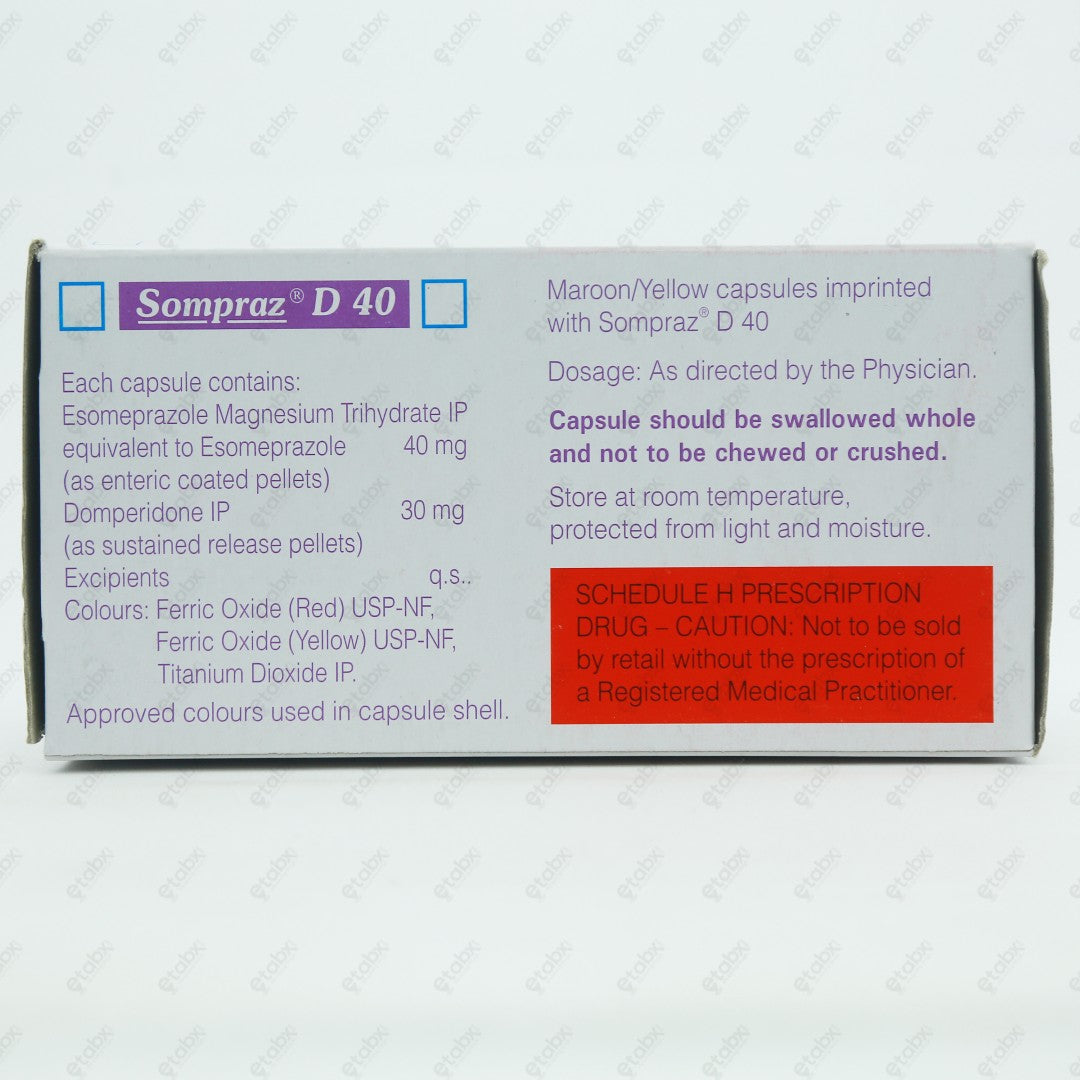 Sompraz® D 40
Each capsule contains:
Esomeprazole Magnesium Trihydrate IP
equivalent to Esomeprazole 40 mg
(as enteric coated pellets)
Domperidone IP 30 mg
(as sustained release pellets)
Excipients q.s..
Colours: Ferric Oxide (Red) USP-NF,
Ferric Oxide (Yellow) USP-NF,
Titanium Dioxide IP.
Approved colours used in capsule shell.
Maroon/Yellow capsules imprinted
with Sompraz® D 40
Dosage: As directed by the Physician.
Capsule should be swallowed whole
and not to be chewed or crushed.
Store at room temperature,
protected from light and moisture.
SCHEDULE H PRESCRIPTION
DRUG – CAUTION: Not to be sold
by retail without the prescription of
a Registered Medical Practitioner.
etabx